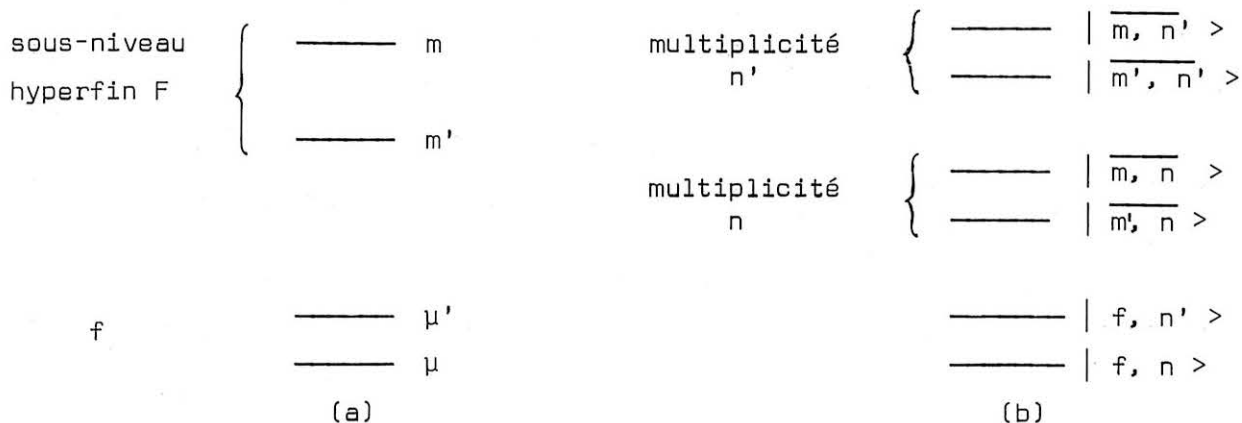 sous-niveau
hyperfin F
m
m'
f
µ'
µ
(a)
multiplicité
n'
| m, n' >
| m', n' >
multiplicité
n
| m, n >
| m', n >
| f, n' >
| f, n >
(b)